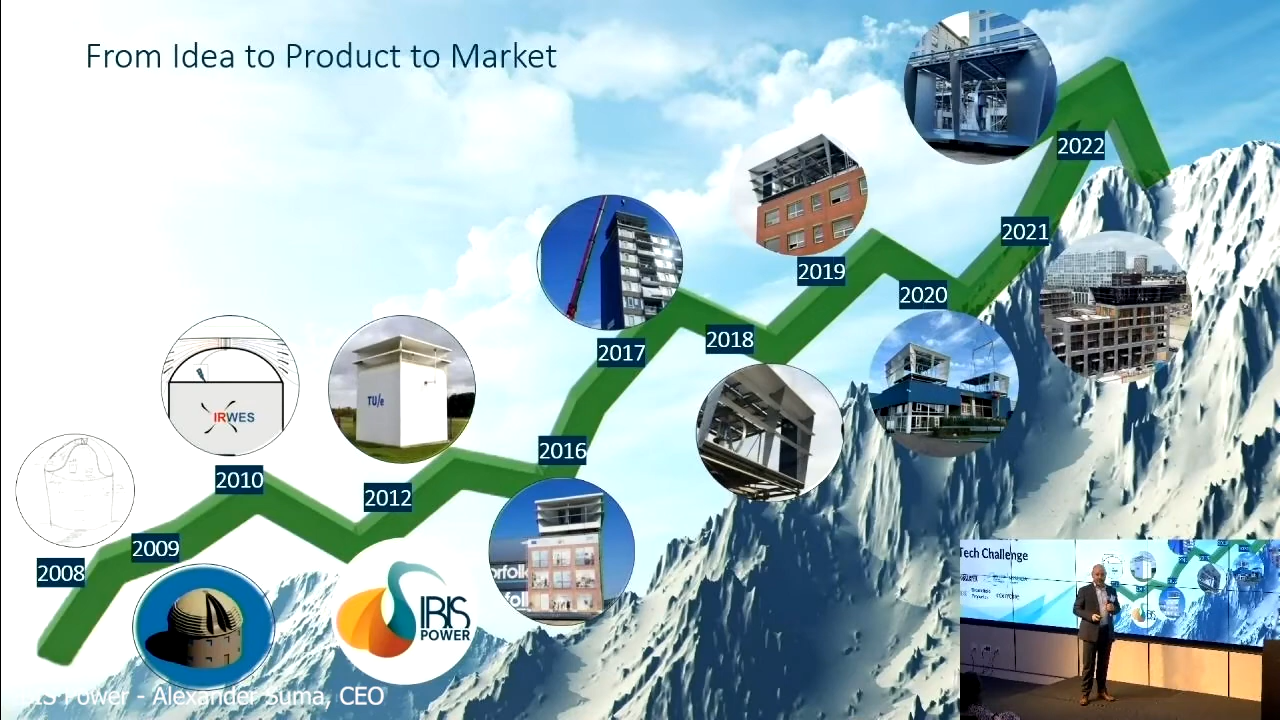 From Idea to Product to Market
2022
2021
2019
2020
2018
2017
IRWES
TU/e
2016
2010
2012
2009
2008
IBIS
POWER
Power - Alexander Suma, CEO
Tech Challenge